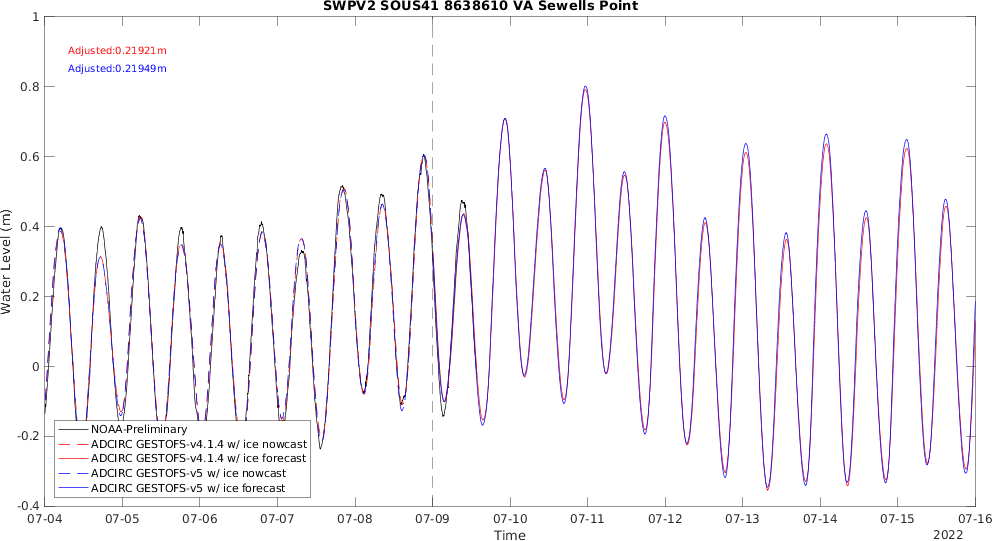 SWPV2 SOUS41 8638610 VA Sewells Point
Adjusted:0.21921m
Adjusted:0.21949m
1
0.8
0.6
0.4
0.2
0
-0.2
-0.4
Water Level (m)
NOAA-Preliminary
ADCIRC GESTOFS-v4.1.4 w/ ice nowcast
ADCIRC GESTOFS-v4.1.4 w/ ice forecast
ADCIRC GESTOFS-v5 w/ ice nowcast
ADCIRC GESTOFS-v5 w/ ice forecast
07-04 07-05 07-06 07-07 07-08 07-09 07-10 07-11 07-12 07-13 07-14 07-15 07-16
Time
2022